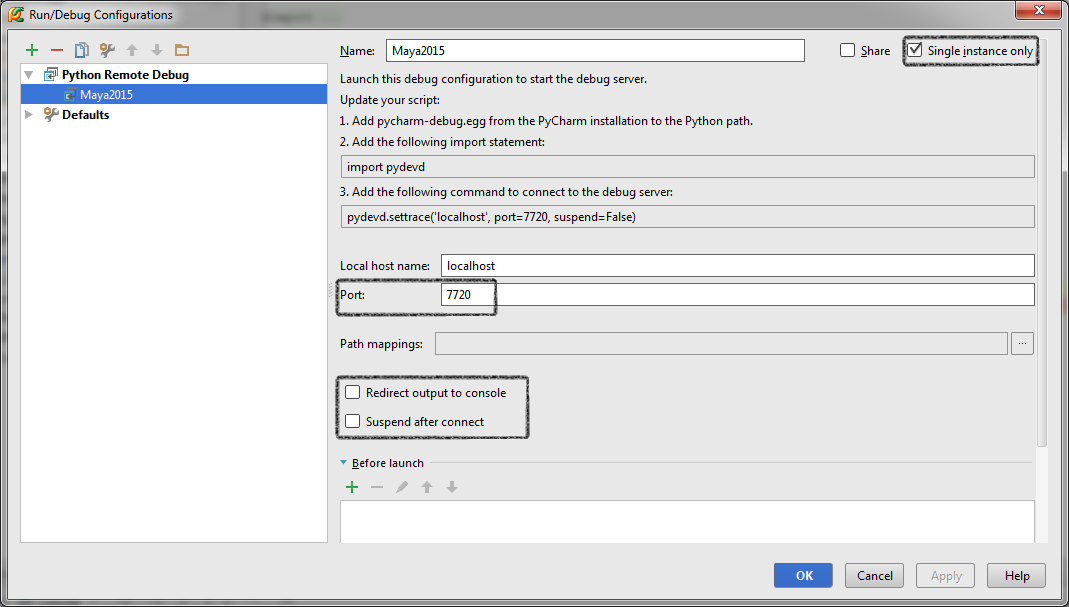 Run/Debug Configurations
Name: Maya2015 Share Single instance only
Python Remote Debug
Maya2015
Defaults
Launch this debug configuration to start the debug server.
Update your script:
1. Add pycharm-debug.egg from the PyCharm installation to the Python path.
2. Add the following import statement:
import pydevd
3. Add the following command to connect to the debug server:
pydevd.settrace('localhost', port=7720, suspend=False)
Local host name: localhost
Port: 7720
Path mappings: ...
Redirect output to console
Suspend after connect
Before launch
OK Cancel Apply Help